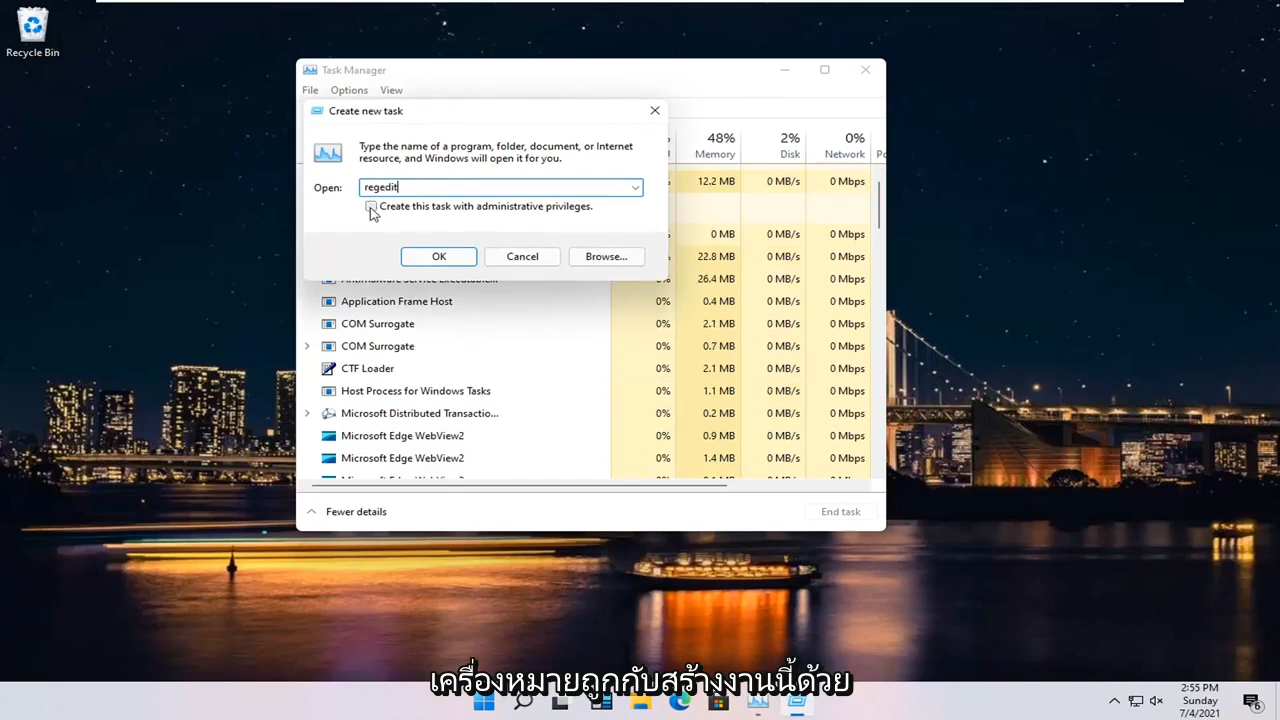 Recycle Bin
Task Manager
File Options View
Create new task
Type the name of a program, folder, document, or Internet
resource, and Windows will open it for you.
Open: regedit
Create this task with administrative privileges.
OK Cancel Browse...
48% 2% 0%
Memory Disk Network
12.2 MB 0 MB/s 0 Mbps
0 MB 0 MB/s 0 Mbps
22.8 MB 0 MB/s 0 Mbps
26.4 MB 0 MB/s 0 Mbps
Application Frame Host 0% 0.4 MB 0 MB/s 0 Mbps
COM Surrogate 0% 2.1 MB 0 MB/s 0 Mbps
COM Surrogate 0% 0.7 MB 0 MB/s 0 Mbps
CTF Loader 0% 2.1 MB 0 MB/s 0 Mbps
Host Process for Windows Tasks 0% 1.1 MB 0 MB/s 0 Mbps
Microsoft Distributed Transactio... 0% 0.2 MB 0 MB/s 0 Mbps
Microsoft Edge WebView2 0% 0.9 MB 0 MB/s 0 Mbps
Microsoft Edge WebView2 0% 1.4 MB 0 MB/s 0 Mbps
Fewer details End task
เครื่องหมายถูกกับสร้างงานนี้ด้วย
2:55 PM
Sunday
7/4/2021
6